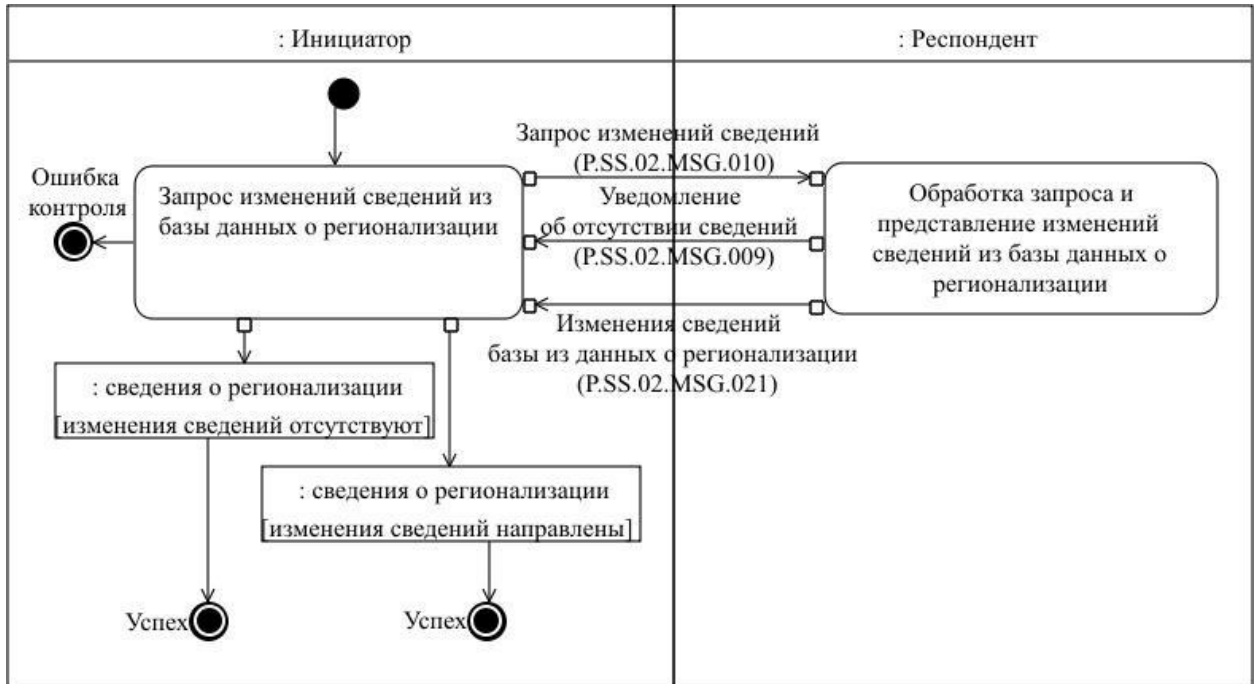 : Инициатор
: Респондент
Запрос изменений сведений
(P.SS.02.MSG.010)
Ошибка
контроля
Запрос изменений сведений из
базы данных о регионализации
Уведомление
об отсутствии сведений
(P.SS.02.MSG.009)
Обработка запроса и
представление изменений
сведений из базы данных о
регионализации
Изменения сведений
базы из данных о регионализации
(P.SS.02.MSG.021)
: сведения о регионализации
[изменения сведений отсутствуют]
: сведения о регионализации
[изменения сведений направлены]
Успех
Успех